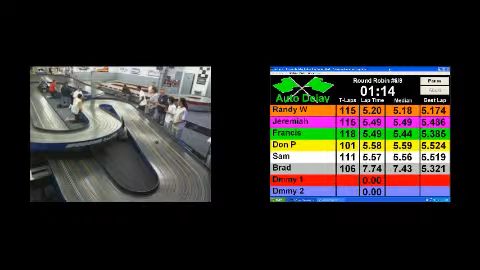 Round Robin #6/8
01:14
Pause
Auto Delay
T-Laps Lap Time Median Best Lap
Randy W 115 5.20 5.18 5.174
Jeremiah 115 5.49 5.49 5.486
Francis 118 5.49 5.44 5.385
Don P 101 5.58 5.59 5.524
Sam 111 5.57 5.56 5.519
Brad 106 7.74 7.43 5.321
Dmmy 1 0.00
Dmmy 2 0.00